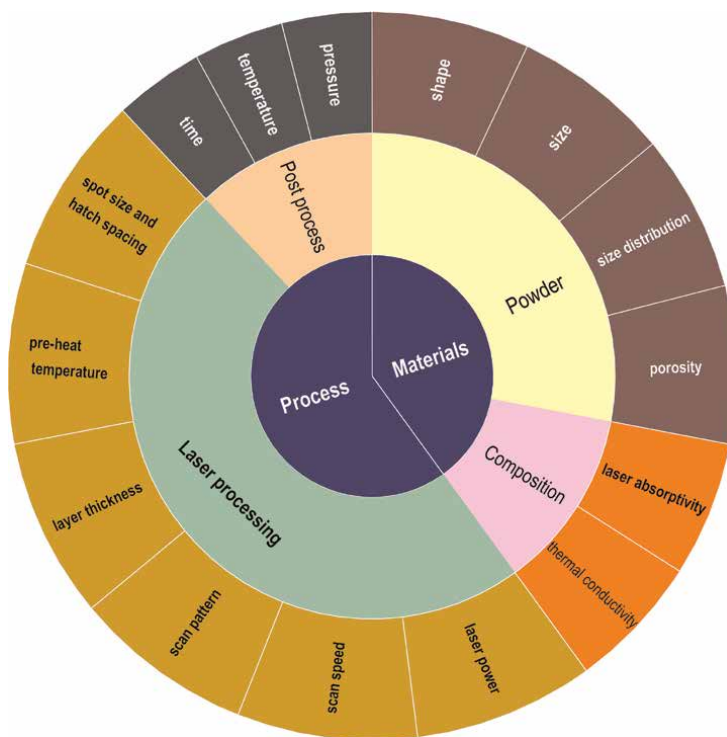 Process
Materials
Post process
Powder
Composition
Laser processing
time
temperature
pressure
shape
size
size distribution
porosity
laser absorptivity
thermal conductivity
laser power
scan speed
scan pattern
layer thickness
pre-heat
temperature
spot size and
hatch spacing